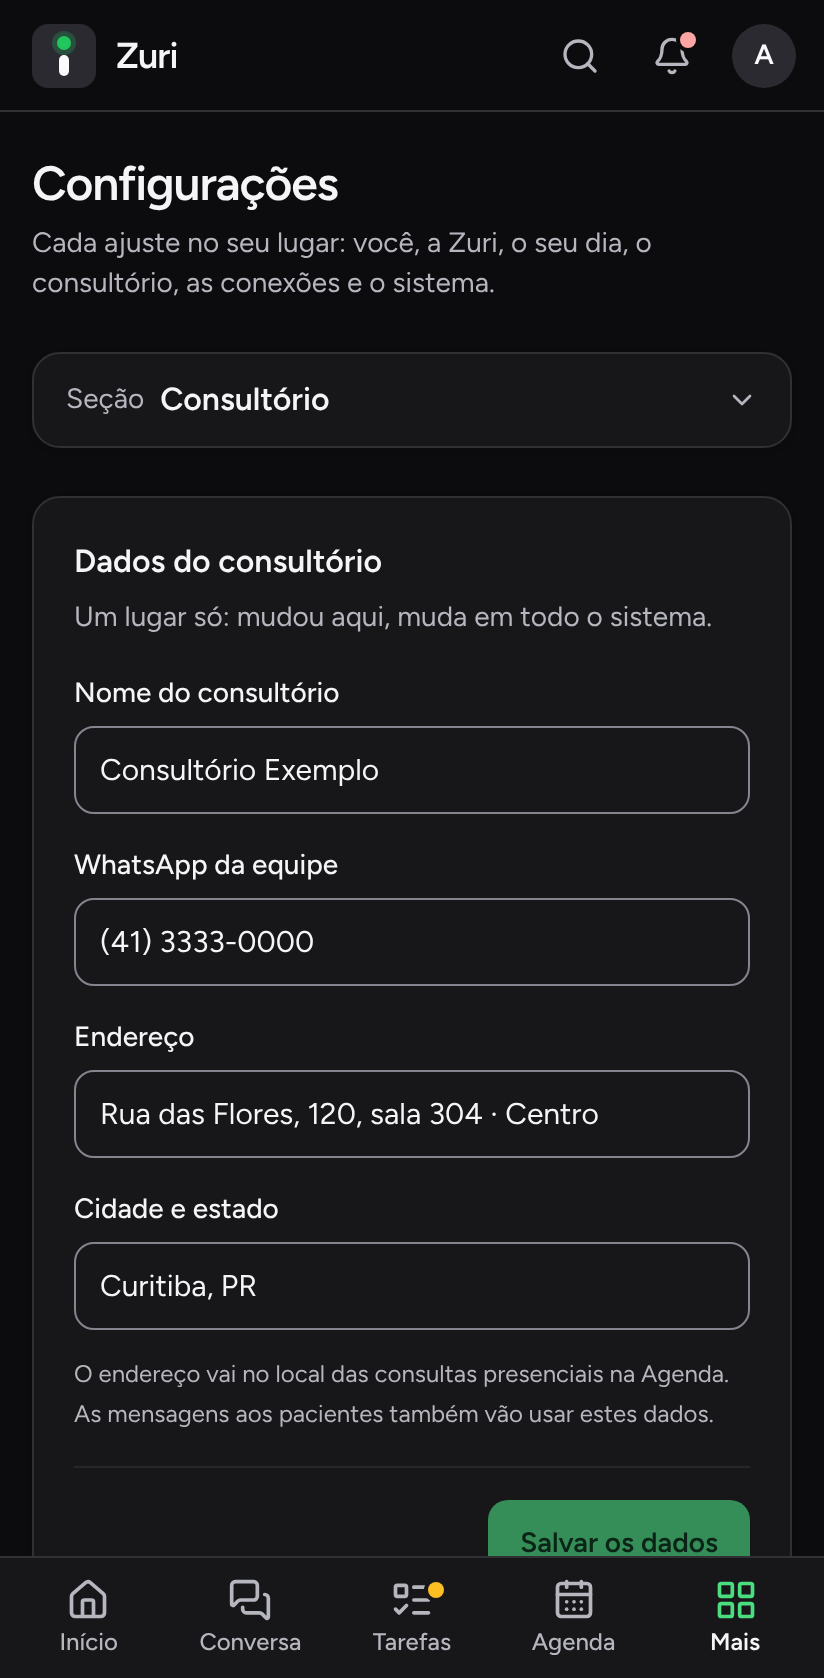 Zuri
A
Configurações
Cada ajuste no seu lugar: você, a Zuri, o seu dia, o
consultório, as conexões e o sistema.
Seção Consultório
Dados do consultório
Um lugar só: mudou aqui, muda em todo o sistema.
Nome do consultório
Consultório Exemplo
WhatsApp da equipe
(41) 3333-0000
Endereço
Rua das Flores, 120, sala 304 · Centro
Cidade e estado
Curitiba, PR
O endereço vai no local das consultas presenciais na Agenda.
As mensagens aos pacientes também vão usar estes dados.
Salvar os dados
Início
Conversa
Tarefas
Agenda
Mais